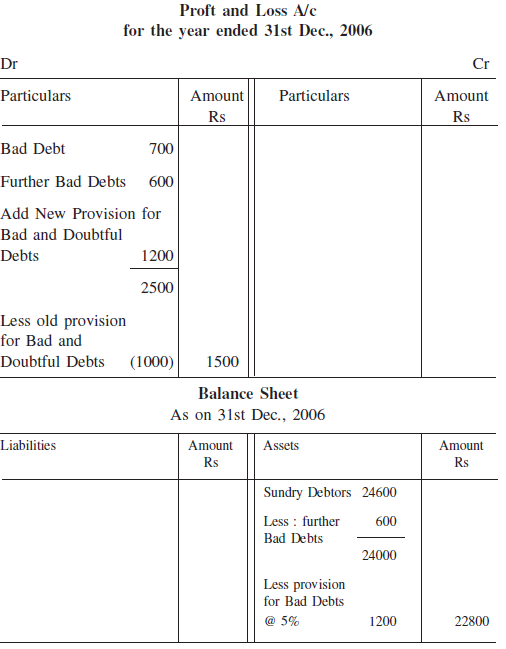 Proft and Loss A/c
for the year ended 31st Dec., 2006
Dr Cr
Particulars Amount Particulars Amount
Rs Rs
Bad Debt 700
Further Bad Debts 600
Add New Provision for
Bad and Doubtful
Debts 1200
2500
Less old provision
for Bad and
Doubtful Debts (1000) 1500
Balance Sheet
As on 31st Dec., 2006
Liabilities Amount Assets Amount
Rs Rs
Sundry Debtors 24600
Less : further 600
Bad Debts
24000
Less provision
for Bad Debts
@ 5% 1200 22800